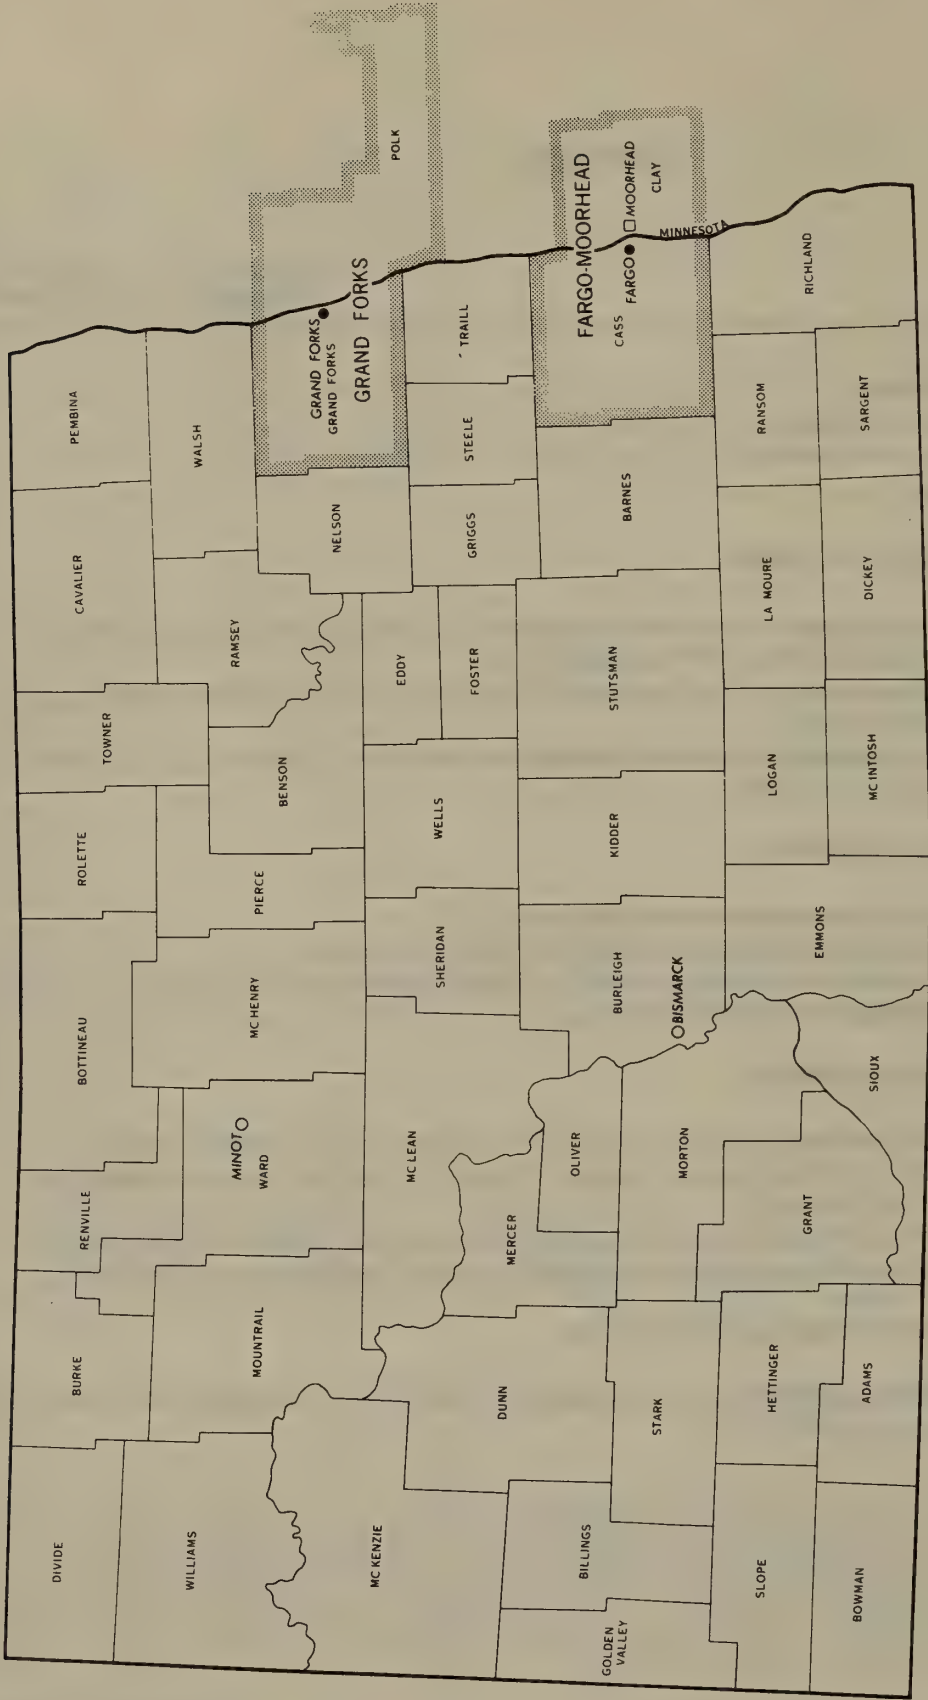 DIVIDE
BURKE
RENVILLE
BOTTINEAU
ROLETTE
TOWNER
CAVALIER
PEMBINA
WILLIAMS
MOUNTRAIL
MINOT
WARD
MC HENRY
PIERCE
BENSON
RAMSEY
WALSH
NELSON
GRAND FORKS
GRAND FORKS
GRAND FORKS
POLK
MC KENZIE
DUNN
MERCER
MC LEAN
SHERIDAN
WELLS
EDDY
FOSTER
GRIGGS
STEELE
TRAILL
GOLDEN
VALLEY
BILLINGS
STARK
OLIVER
MORTON
BURLEIGH
BISMARCK
KIDDER
STUTSMAN
BARNES
CASS
FARGO-MOORHEAD
FARGO
MOORHEAD
CLAY
MINNESOTA
SLOPE
HETTINGER
GRANT
BOWMAN
ADAMS
SIOUX
EMMONS
LOGAN
MC INTOSH
LA MOURE
DICKEY
RANSOM
SARGENT
RICHLAND